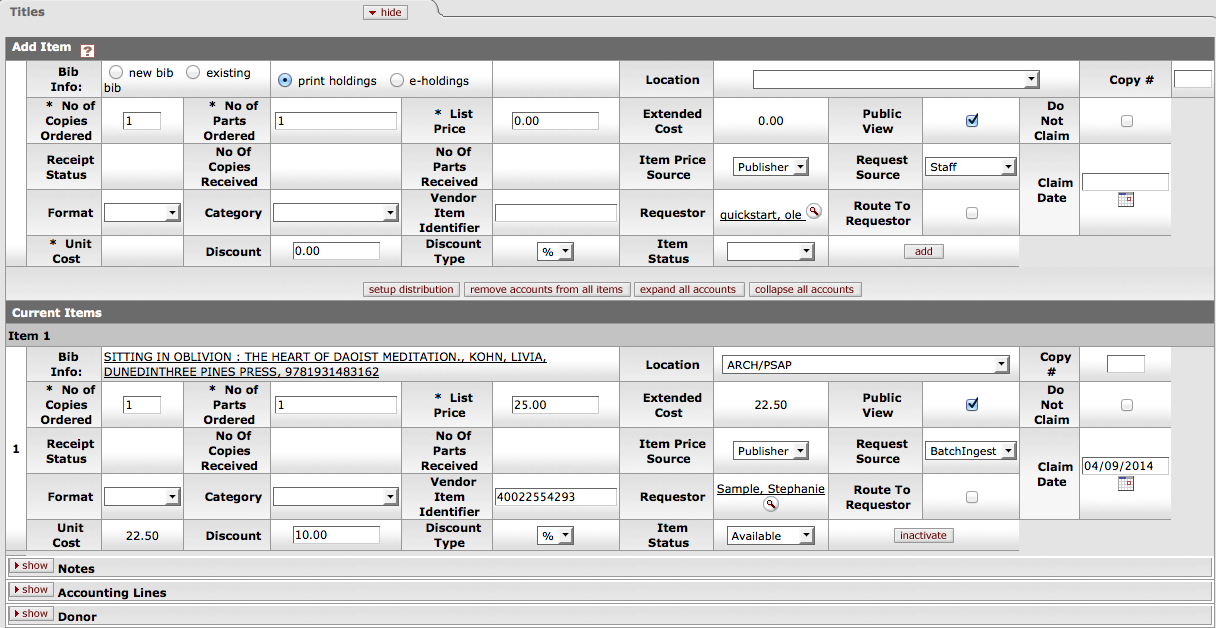 Titles
hide
Add Item ?
Bib Info:
new bib existing bib
print holdings e-holdings
Location
Copy #
* No of Copies Ordered
1
* No of Parts Ordered
1
* List Price
0.00
Extended Cost
0.00
Public View
Do Not Claim
Receipt Status
No Of Copies Received
No Of Parts Received
Item Price Source
Publisher
Request Source
Staff
Claim Date
Format
Category
Vendor Item Identifier
Requestor
quickstart, ole
Route To Requestor
* Unit Cost
Discount
0.00
Discount Type
%
Item Status
add
setup distribution
remove accounts from all items
expand all accounts
collapse all accounts
Current Items
Item 1
1
Bib Info:
SITTING IN OBLIVION : THE HEART OF DAOIST MEDITATION., KOHN, LIVIA,
DUNEDINTHREE PINES PRESS, 9781931483162
Location
ARCH/PSAP
Copy #
* No of Copies Ordered
1
* No of Parts Ordered
1
* List Price
25.00
Extended Cost
22.50
Public View
Do Not Claim
Receipt Status
No Of Copies Received
No Of Parts Received
Item Price Source
Publisher
Request Source
BatchIngest
Claim Date
04/09/2014
Format
Category
Vendor Item Identifier
40022554293
Requestor
Sample, Stephanie
Route To Requestor
Unit Cost
22.50
Discount
10.00
Discount Type
%
Item Status
Available
inactivate
show Notes
show Accounting Lines
show Donor